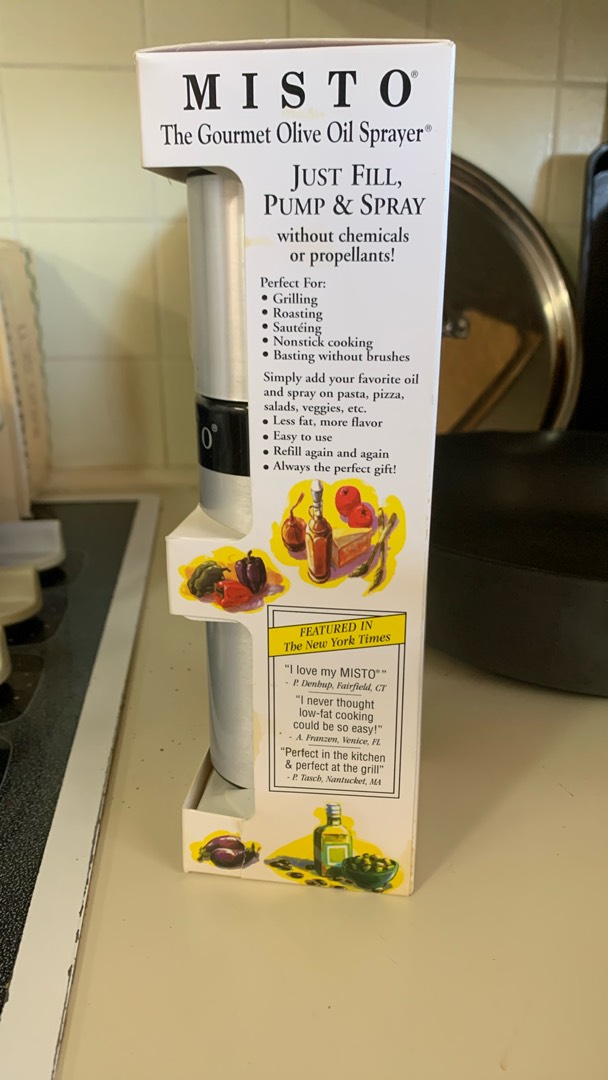 MISTO®
The Gourmet Olive Oil Sprayer®
JUST FILL,
PUMP & SPRAY
without chemicals
or propellants!
Perfect For:
• Grilling
• Roasting
• Sautéing
• Nonstick cooking
• Basting without brushes
Simply add your favorite oil
and spray on pasta, pizza,
salads, veggies, etc.
• Less fat, more flavor
• Easy to use
• Refill again and again
• Always the perfect gift!
O®
FEATURED IN
The New York Times
"I love my MISTO®"
- P. Denhup, Fairfield, CT
"I never thought
low-fat cooking
could be so easy!"
- A. Franzen, Venice, FL
"Perfect in the kitchen
& perfect at the grill"
- P. Tasch, Nantucket, MA